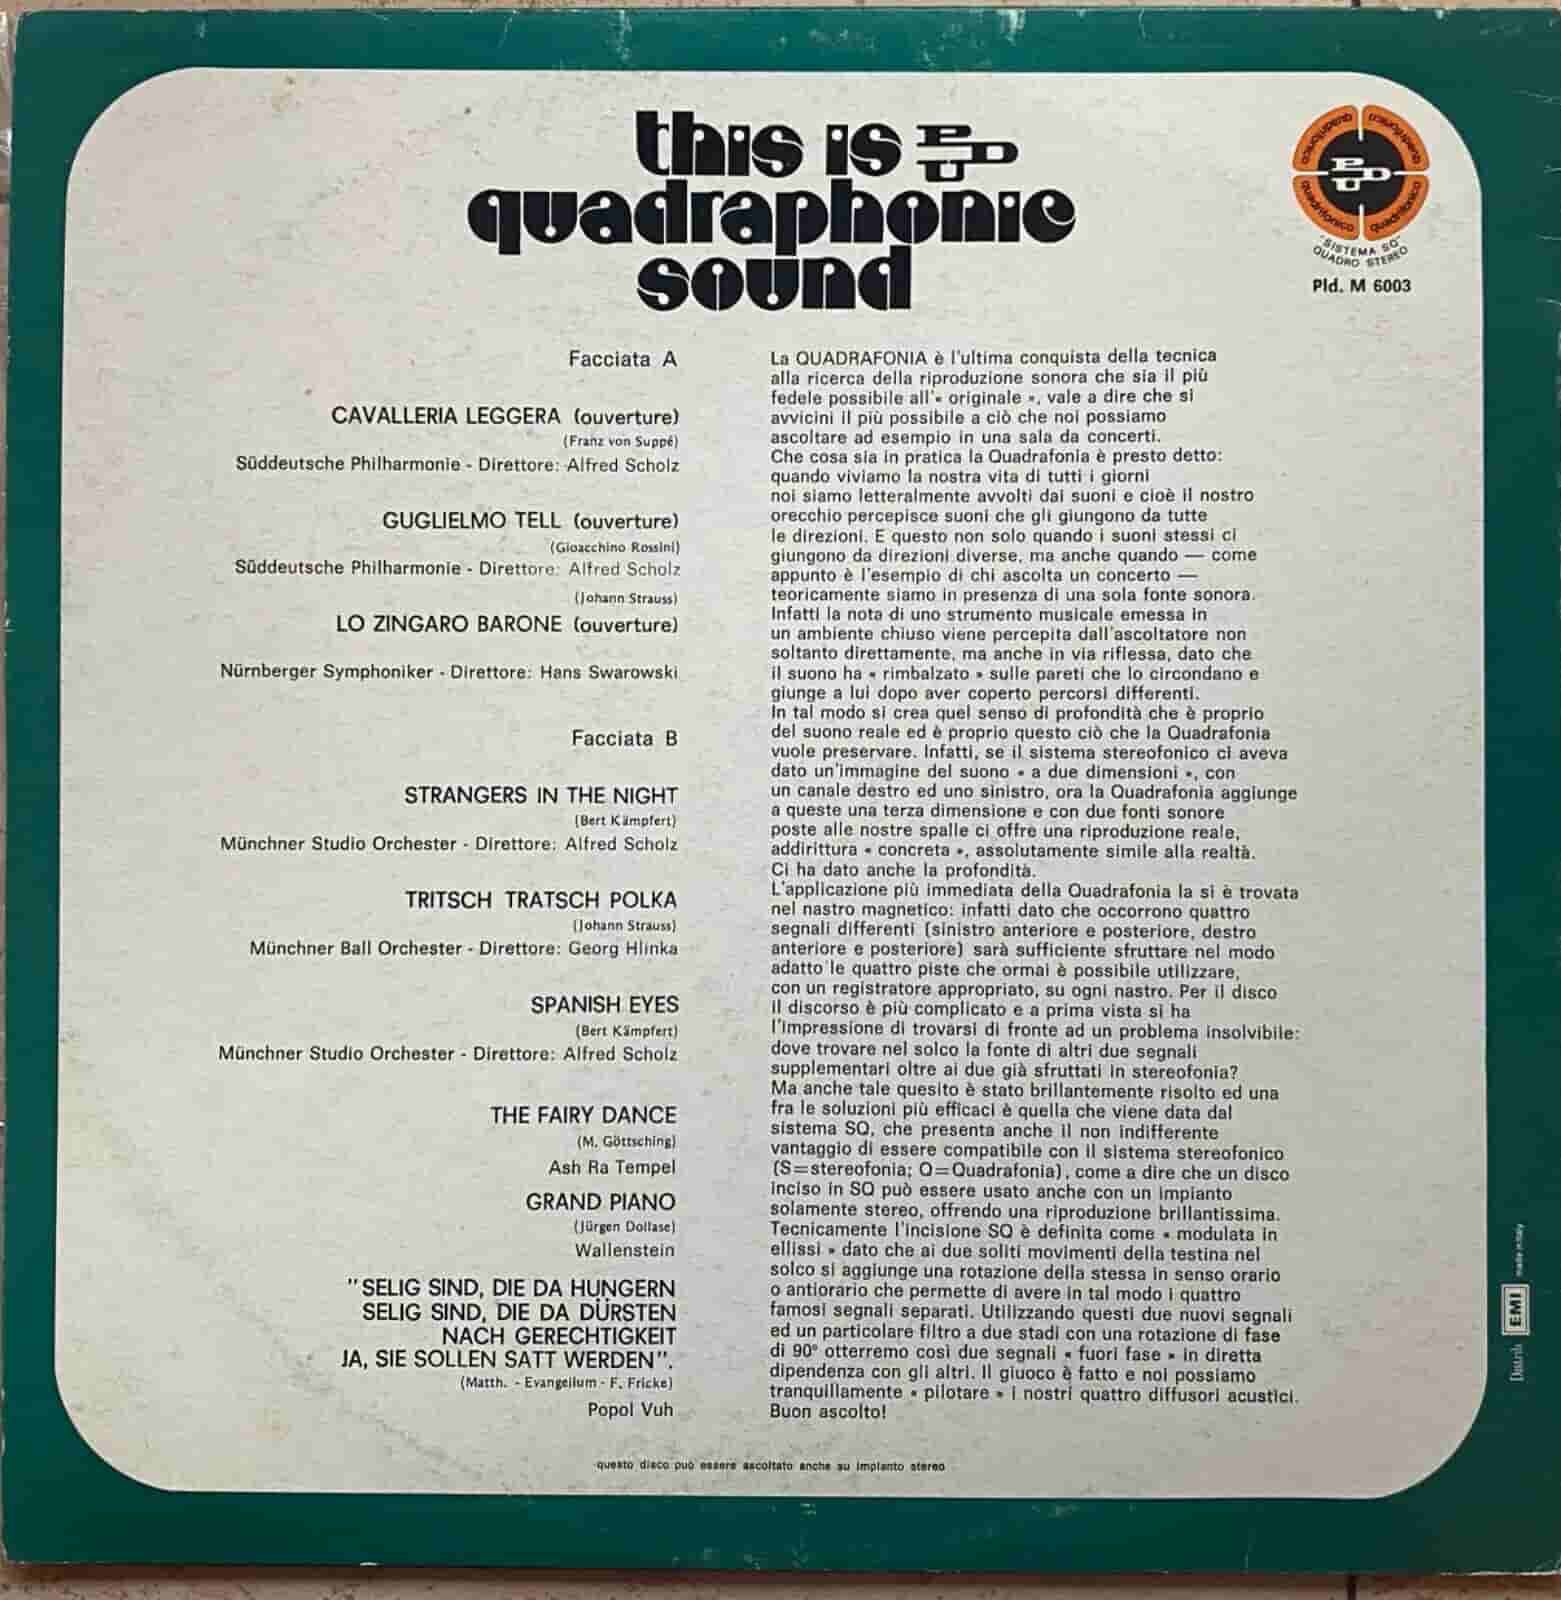 this is PDU
quadraphonic
sound
quadrifonico quadrifonico
PDU
quadrifonico quadrifonico
"SISTEMA SQ"
QUADRO STEREO
Pld. M 6003
Facciata A
CAVALLERIA LEGGERA (ouverture)
(Franz von Suppé)
Süddeutsche Philharmonie - Direttore: Alfred Scholz
GUGLIELMO TELL (ouverture)
(Gioacchino Rossini)
Süddeutsche Philharmonie - Direttore: Alfred Scholz
(Johann Strauss)
LO ZINGARO BARONE (ouverture)
Nürnberger Symphoniker - Direttore: Hans Swarowski
Facciata B
STRANGERS IN THE NIGHT
(Bert Kämpfert)
Münchner Studio Orchester - Direttore: Alfred Scholz
TRITSCH TRATSCH POLKA
(Johann Strauss)
Münchner Ball Orchester - Direttore: Georg Hlinka
SPANISH EYES
(Bert Kämpfert)
Münchner Studio Orchester - Direttore: Alfred Scholz
THE FAIRY DANCE
(M. Göttsching)
Ash Ra Tempel
GRAND PIANO
(Jürgen Dollase)
Wallenstein
"SELIG SIND, DIE DA HUNGERN
SELIG SIND, DIE DA DÜRSTEN
NACH GERECHTIGKEIT
JA, SIE SOLLEN SATT WERDEN".
(Matth. - Evangelium - F. Fricke)
Popol Vuh
La QUADRAFONIA è l'ultima conquista della tecnica
alla ricerca della riproduzione sonora che sia il più
fedele possibile all'« originale », vale a dire che si
avvicini il più possibile a ciò che noi possiamo
ascoltare ad esempio in una sala da concerti.
Che cosa sia in pratica la Quadrafonia è presto detto:
quando viviamo la nostra vita di tutti i giorni
noi siamo letteralmente avvolti dai suoni e cioè il nostro
orecchio percepisce suoni che gli giungono da tutte
le direzioni. E questo non solo quando i suoni stessi ci
giungono da direzioni diverse, ma anche quando — come
appunto è l'esempio di chi ascolta un concerto —
teoricamente siamo in presenza di una sola fonte sonora.
Infatti la nota di uno strumento musicale emessa in
un ambiente chiuso viene percepita dall'ascoltatore non
soltanto direttamente, ma anche in via riflessa, dato che
il suono ha « rimbalzato » sulle pareti che lo circondano e
giunge a lui dopo aver coperto percorsi differenti.
In tal modo si crea quel senso di profondità che è proprio
del suono reale ed è proprio questo ciò che la Quadrafonia
vuole preservare. Infatti, se il sistema stereofonico ci aveva
dato un'immagine del suono « a due dimensioni », con
un canale destro ed uno sinistro, ora la Quadrafonia aggiunge
a queste una terza dimensione e con due fonti sonore
poste alle nostre spalle ci offre una riproduzione reale,
addirittura « concreta », assolutamente simile alla realtà.
Ci ha dato anche la profondità.
L'applicazione più immediata della Quadrafonia la si è trovata
nel nastro magnetico: infatti dato che occorrono quattro
segnali differenti (sinistro anteriore e posteriore, destro
anteriore e posteriore) sarà sufficiente sfruttare nel modo
adatto le quattro piste che ormai è possibile utilizzare,
con un registratore appropriato, su ogni nastro. Per il disco
il discorso è più complicato e a prima vista si ha
l'impressione di trovarsi di fronte ad un problema insolvibile:
dove trovare nel solco la fonte di altri due segnali
supplementari oltre ai due già sfruttati in stereofonia?
Ma anche tale quesito è stato brillantemente risolto ed una
fra le soluzioni più efficaci è quella che viene data dal
sistema SQ, che presenta anche il non indifferente
vantaggio di essere compatibile con il sistema stereofonico
(S=stereofonia; Q=Quadrafonia), come a dire che un disco
inciso in SQ può essere usato anche con un impianto
solamente stereo, offrendo una riproduzione brillantissima.
Tecnicamente l'incisione SQ è definita come « modulata in
ellissi » dato che ai due soliti movimenti della testina nel
solco si aggiunge una rotazione della stessa in senso orario
o antiorario che permette di avere in tal modo i quattro
famosi segnali separati. Utilizzando questi due nuovi segnali
ed un particolare filtro a due stadi con una rotazione di fase
di 90° otterremo così due segnali « fuori fase » in diretta
dipendenza con gli altri. Il giuoco è fatto e noi possiamo
tranquillamente « pilotare » i nostri quattro diffusori acustici.
Buon ascolto!
questo disco può essere ascoltato anche su impianto stereo
Distrib. EMI made in Italy